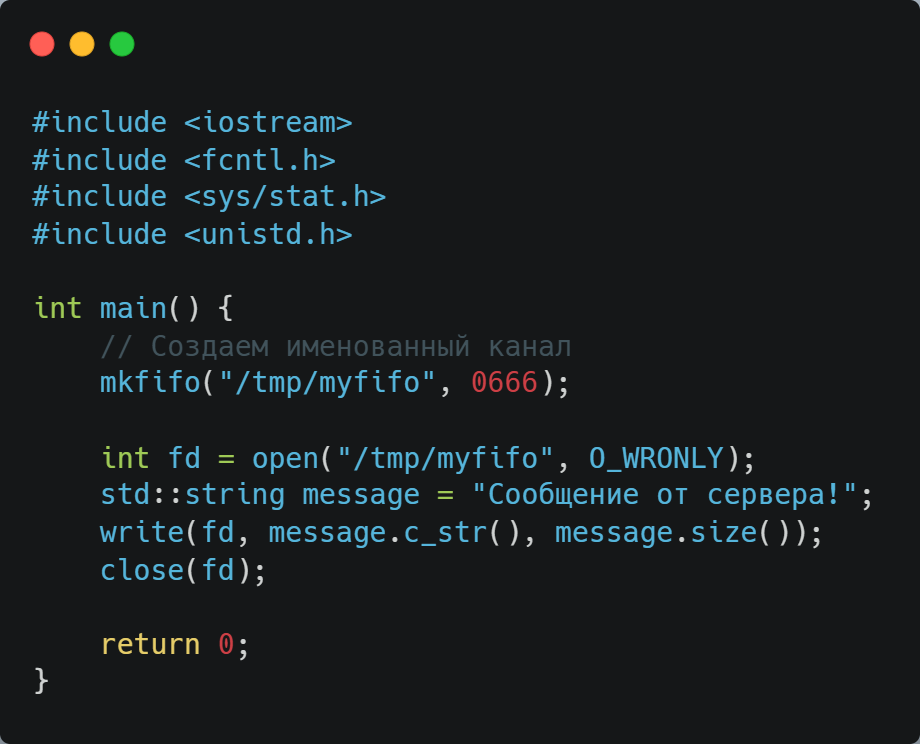 #include <iostream>
#include <fcntl.h>
#include <sys/stat.h>
#include <unistd.h>

int main() {
    // Создаем именованный канал
    mkfifo("/tmp/myfifo", 0666);

    int fd = open("/tmp/myfifo", O_WRONLY);
    std::string message = "Сообщение от сервера!";
    write(fd, message.c_str(), message.size());
    close(fd);

    return 0;
}